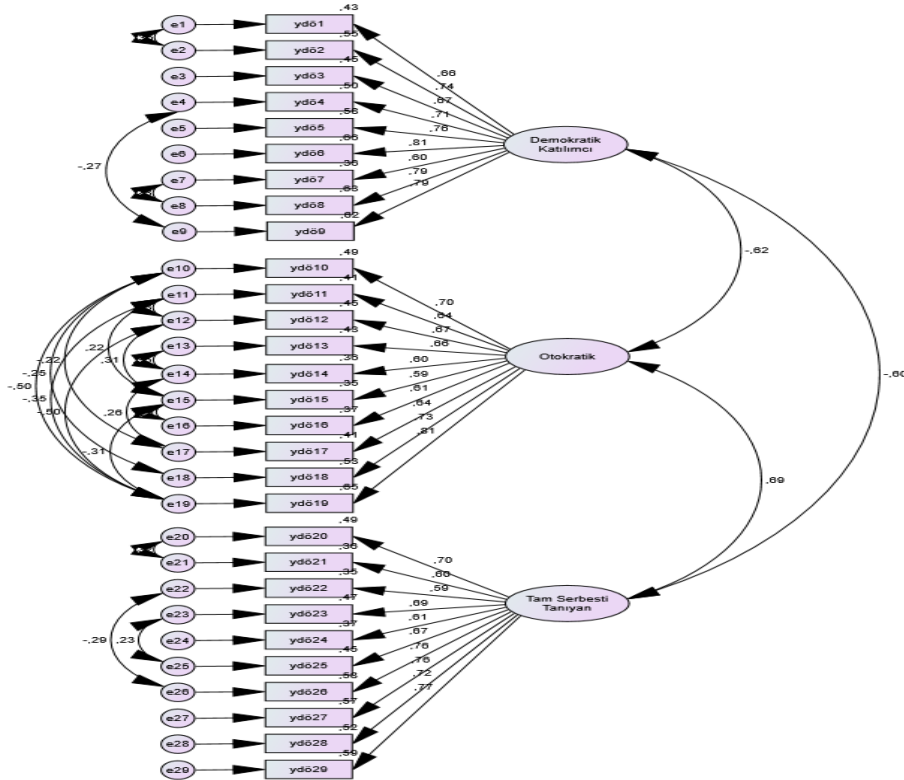 .43
e1
ydö1
.55
e2
ydö2
.45
e3
ydö3
.50
e4
ydö4
.58
e5
ydö5
.65
e6
ydö6
.36
e7
ydö7
.63
e8
ydö8
.62
e9
ydö9
.66
.74
.67
.71
.76
.81
.60
.79
.79
Demokratik
Katılımcı
-,27
-,62
-,60
.49
e10
ydö10
.41
e11
ydö11
.45
e12
ydö12
.43
e13
ydö13
e14
ydö14
.35
e15
ydö15
.37
e16
ydö16
.41
e17
ydö17
.53
e18
ydö18
.65
e19
ydö19
.70
.64
.67
.66
.60
.59
.61
.64
.73
.81
Otokratik
-,22
.22
-,25
.31
-,50
-,35
-,50
.26
-,31
.69
.49
e20
ydö20
.36
e21
ydö21
.35
e22
ydö22
.47
e23
ydö23
.37
e24
ydö24
.45
e25
ydö25
.58
e26
ydö26
.57
e27
ydö27
.52
e28
ydö28
.59
e29
ydö29
.70
.60
.59
.69
.61
.67
.76
.76
.72
.77
Tam Serbesti
Tanıyan
-,29
.23